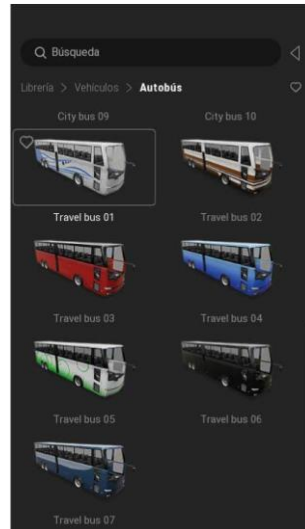 Búsqueda
Librería > Vehículos > Autobús
City bus 09
City bus 10
Travel bus 01
Travel bus 02
Travel bus 03
Travel bus 04
Travel bus 05
Travel bus 06
Travel bus 07